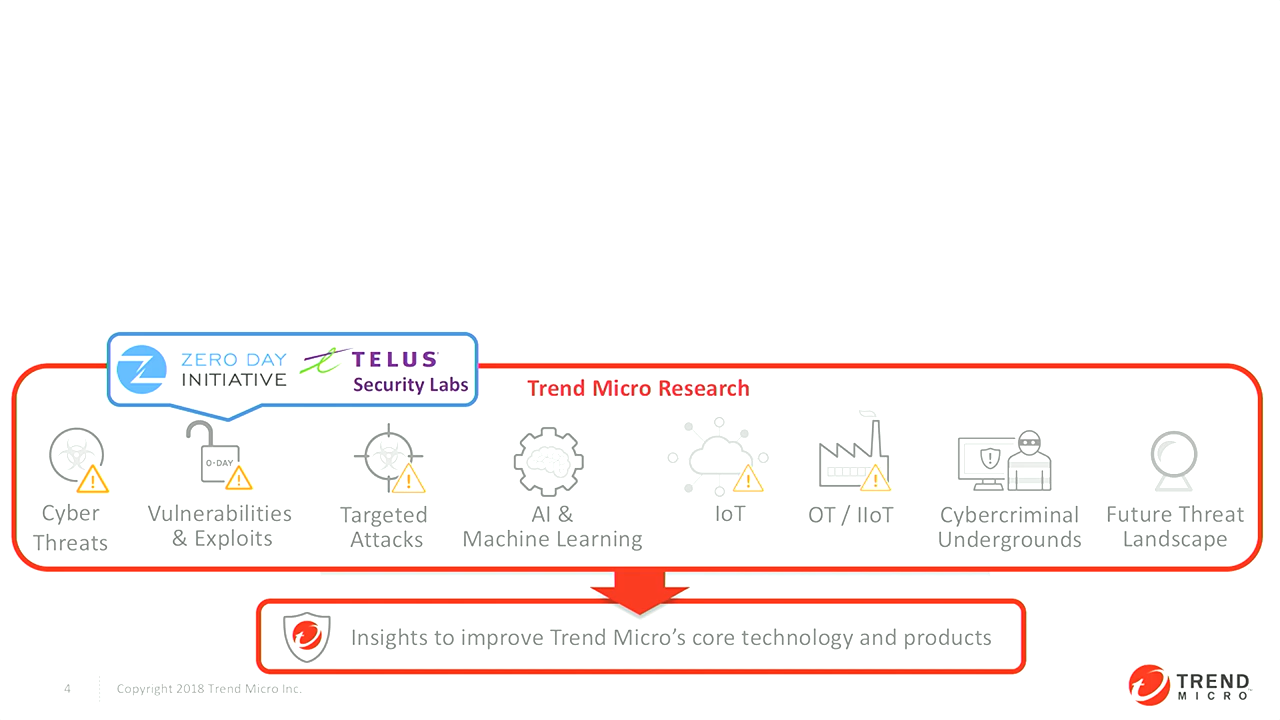 ZERO DAY
INITIATIVE
TELUS
Security Labs
Trend Micro Research
0-DAY
Cyber
Threats
Vulnerabilities
& Exploits
Targeted
Attacks
AI &
Machine Learning
IoT
OT / IIoT
Cybercriminal
Undergrounds
Future Threat
Landscape
Insights to improve Trend Micro’s core technology and products
4
Copyright 2018 Trend Micro Inc.
TREND
MICRO™